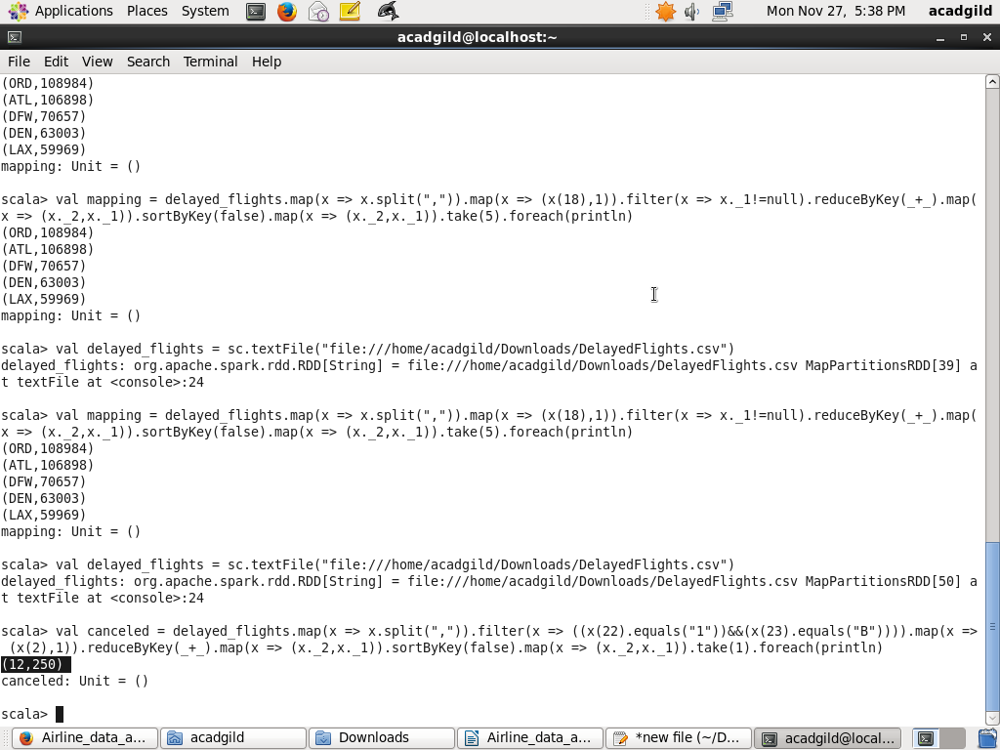 Applications Places System Mon Nov 27, 5:38 PM acadgild
acadgild@localhost:~
File Edit View Search Terminal Help
(ORD,108984)
(ATL,106898)
(DFW,70657)
(DEN,63003)
(LAX,59969)
mapping: Unit = ()
scala> val mapping = delayed_flights.map(x => x.split(",")).map(x => (x(18),1)).filter(x => x._1!=null).reduceByKey(_+_).map(
x => (x._2,x._1)).sortByKey(false).map(x => (x._2,x._1)).take(5).foreach(println)
(ORD,108984)
(ATL,106898)
(DFW,70657)
(DEN,63003)
(LAX,59969)
mapping: Unit = ()
scala> val delayed_flights = sc.textFile("file:///home/acadgild/Downloads/DelayedFlights.csv")
delayed_flights: org.apache.spark.rdd.RDD[String] = file:///home/acadgild/Downloads/DelayedFlights.csv MapPartitionsRDD[39] a
t textFile at <console>:24
scala> val mapping = delayed_flights.map(x => x.split(",")).map(x => (x(18),1)).filter(x => x._1!=null).reduceByKey(_+_).map(
x => (x._2,x._1)).sortByKey(false).map(x => (x._2,x._1)).take(5).foreach(println)
(ORD,108984)
(ATL,106898)
(DFW,70657)
(DEN,63003)
(LAX,59969)
mapping: Unit = ()
scala> val delayed_flights = sc.textFile("file:///home/acadgild/Downloads/DelayedFlights.csv")
delayed_flights: org.apache.spark.rdd.RDD[String] = file:///home/acadgild/Downloads/DelayedFlights.csv MapPartitionsRDD[50] a
t textFile at <console>:24
scala> val canceled = delayed_flights.map(x => x.split(",")).filter(x => ((x(22).equals("1"))&&(x(23).equals("B")))).map(x =>
(x(2),1)).reduceByKey(_+_).map(x => (x._2,x._1)).sortByKey(false).map(x => (x._2,x._1)).take(1).foreach(println)
(12,250)
canceled: Unit = ()
scala>
Airline_data_a... acadgild Downloads Airline_data_a... *new file (~/D... acadgild@local...